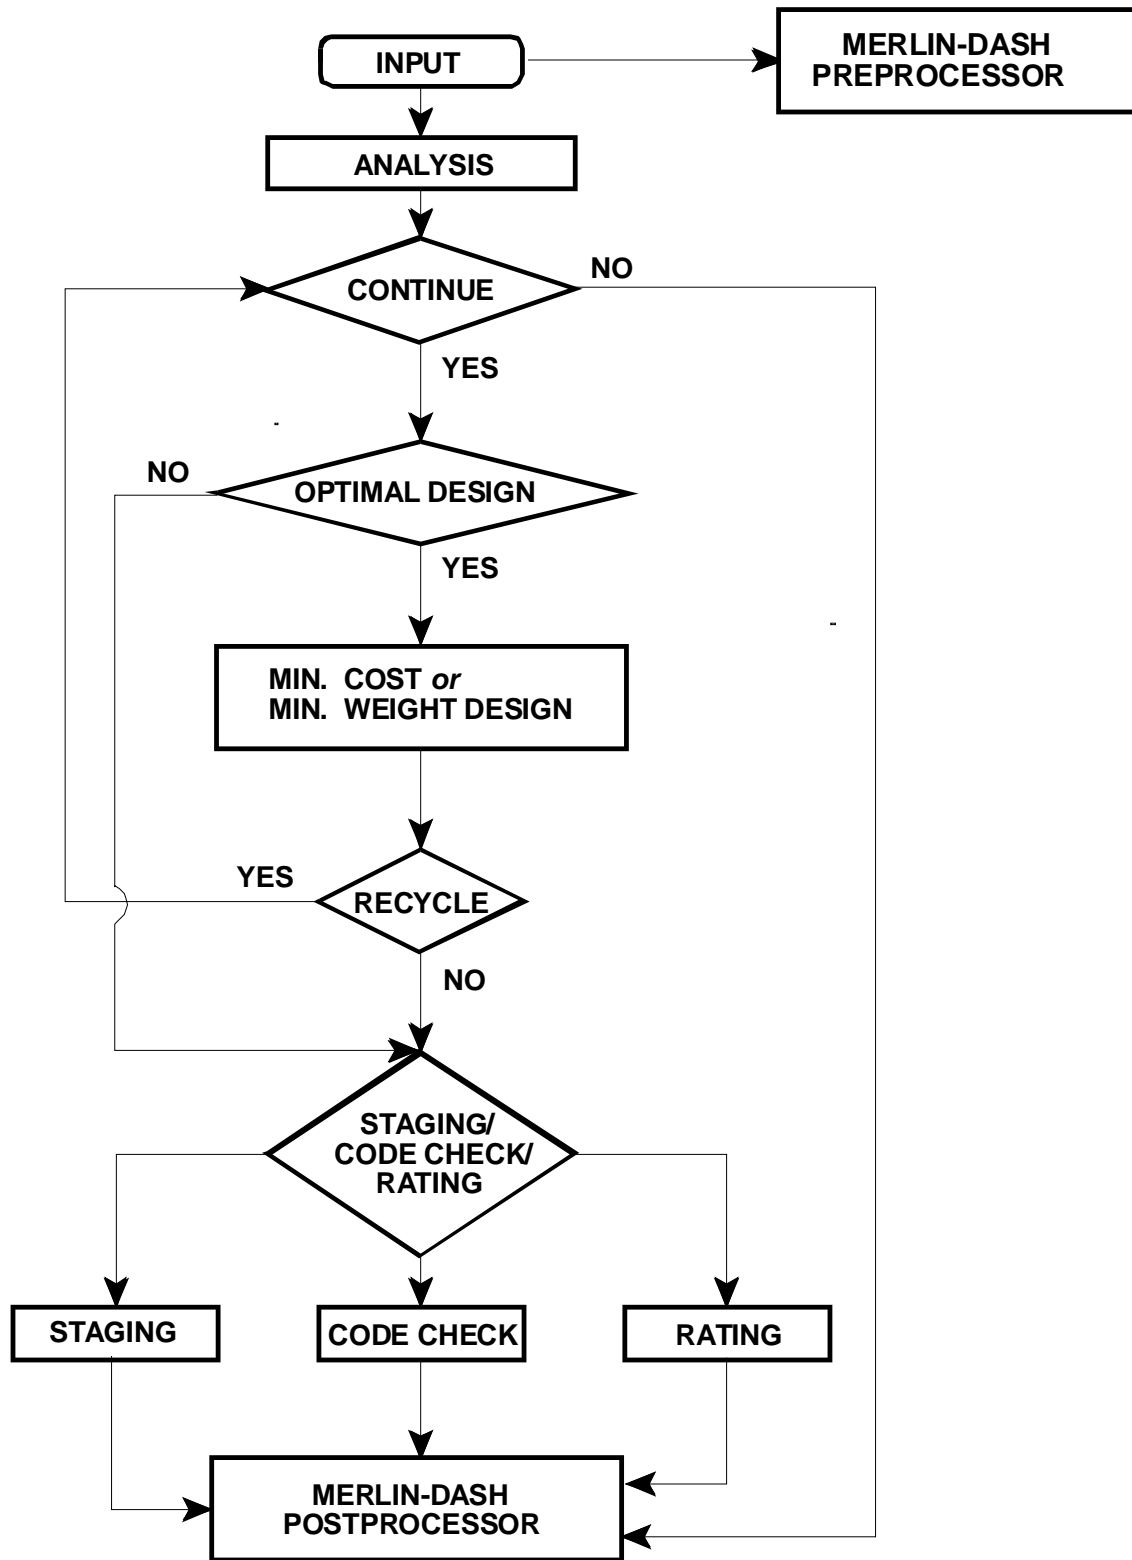 INPUT
MERLIN-DASH
PREPROCESSOR
ANALYSIS
CONTINUE
NO
YES
NO
OPTIMAL DESIGN
YES
MIN. COST or
MIN. WEIGHT DESIGN
YES
RECYCLE
NO
STAGING/
CODE CHECK/
RATING
STAGING
CODE CHECK
RATING
MERLIN-DASH
POSTPROCESSOR